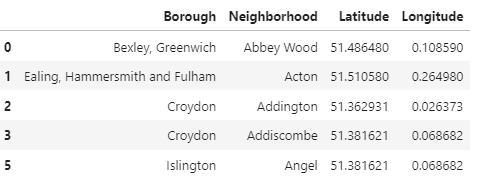 Borough Neighborhood Latitude Longitude
0 Bexley, Greenwich Abbey Wood 51.486480 0.108590
1 Ealing, Hammersmith and Fulham Acton 51.510580 0.264980
2 Croydon Addington 51.362931 0.026373
3 Croydon Addiscombe 51.381621 0.068682
5 Islington Angel 51.381621 0.068682